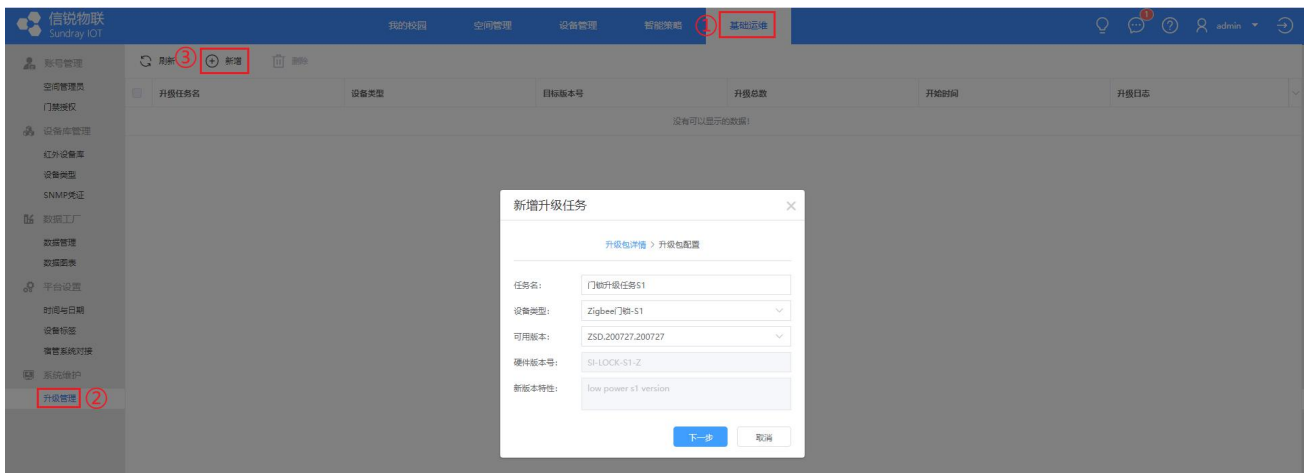 信锐物联
Sundray IOT
我的校园 空间管理 设备管理 智能策略 ① 基础运维
1
admin
账号管理
空间管理员
门禁授权
设备库管理
红外设备库
设备类型
SNMP凭证
数据工厂
数据管理
数据图表
平台设置
时间与日期
设备标签
宿管系统对接
系统维护
升级管理 ②
刷新 ③ 新增 删除
升级任务名 设备类型 目标版本号 升级总数 开始时间 升级日志
没有可以显示的数据!
新增升级任务
升级包详情 > 升级包配置
任务名: 门锁升级任务S1
设备类型: Zigbee门锁-S1
可用版本: ZSD.200727.200727
硬件版本号: SI-LOCK-S1-Z
新版本特性: low power s1 version
下一步 取消